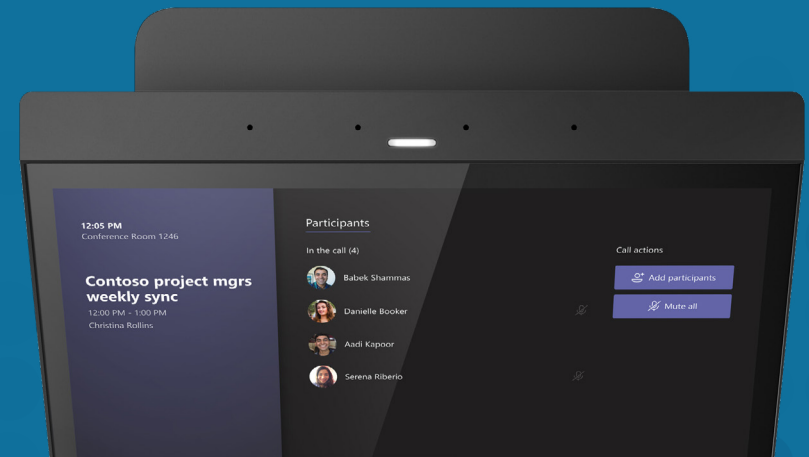 12:05 PM
Conference Room 1246
Contoso project mgrs
weekly sync
12:00 PM - 1:00 PM
Christina Rollins
Participants
In the call (4)
Babek Shammas
Danielle Booker
Aadi Kapoor
Serena Riberio
Call actions
Add participants
Mute all